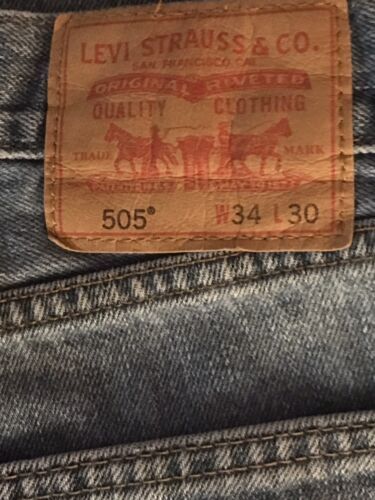 LEVI STRAUSS & CO.
SAN FRANCISCO, CAL.
ORIGINAL RIVETED
QUALITY CLOTHING
TRADE MARK
505® W34 L30